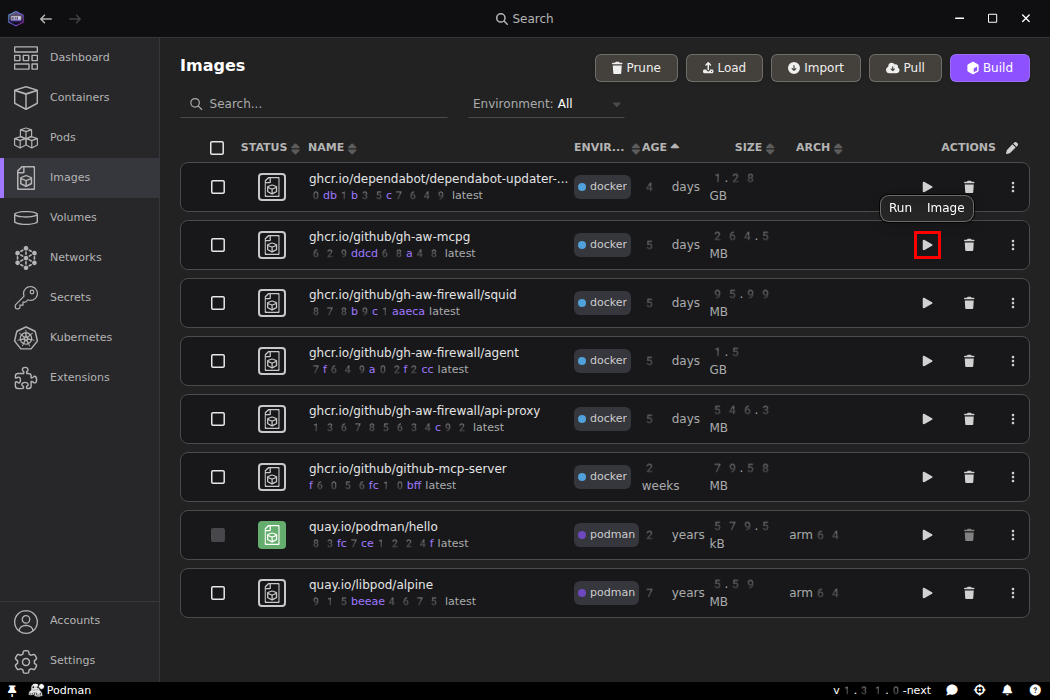 Search
Dashboard
Containers
Pods
Images
Volumes
Networks
Secrets
Kubernetes
Extensions
Accounts
Settings
Images
Prune
Load
Import
Pull
Build
Search...
Environment: All
STATUS NAME ENVIR... AGE SIZE ARCH ACTIONS
ghcr.io/dependabot/dependabot-updater-... docker 4 days 1.28 GB
0db1b35c7649 latest
Run Image
ghcr.io/github/gh-aw-mcpg docker 5 days 264.5 MB
629ddcd68a48 latest
ghcr.io/github/gh-aw-firewall/squid docker 5 days 95.99 MB
878b9c1aaeca latest
ghcr.io/github/gh-aw-firewall/agent docker 5 days 1.5 GB
7f649a02f2cc latest
ghcr.io/github/gh-aw-firewall/api-proxy docker 5 days 546.3 MB
136785634c92 latest
ghcr.io/github/github-mcp-server docker 2 weeks 79.58 MB
f6056fc10bff latest
quay.io/podman/hello podman 2 years 579.5 kB arm64
83fc7ce1224f latest
quay.io/libpod/alpine podman 7 years 5.59 MB arm64
915beeae4675 latest
Podman
v1.31.0-next